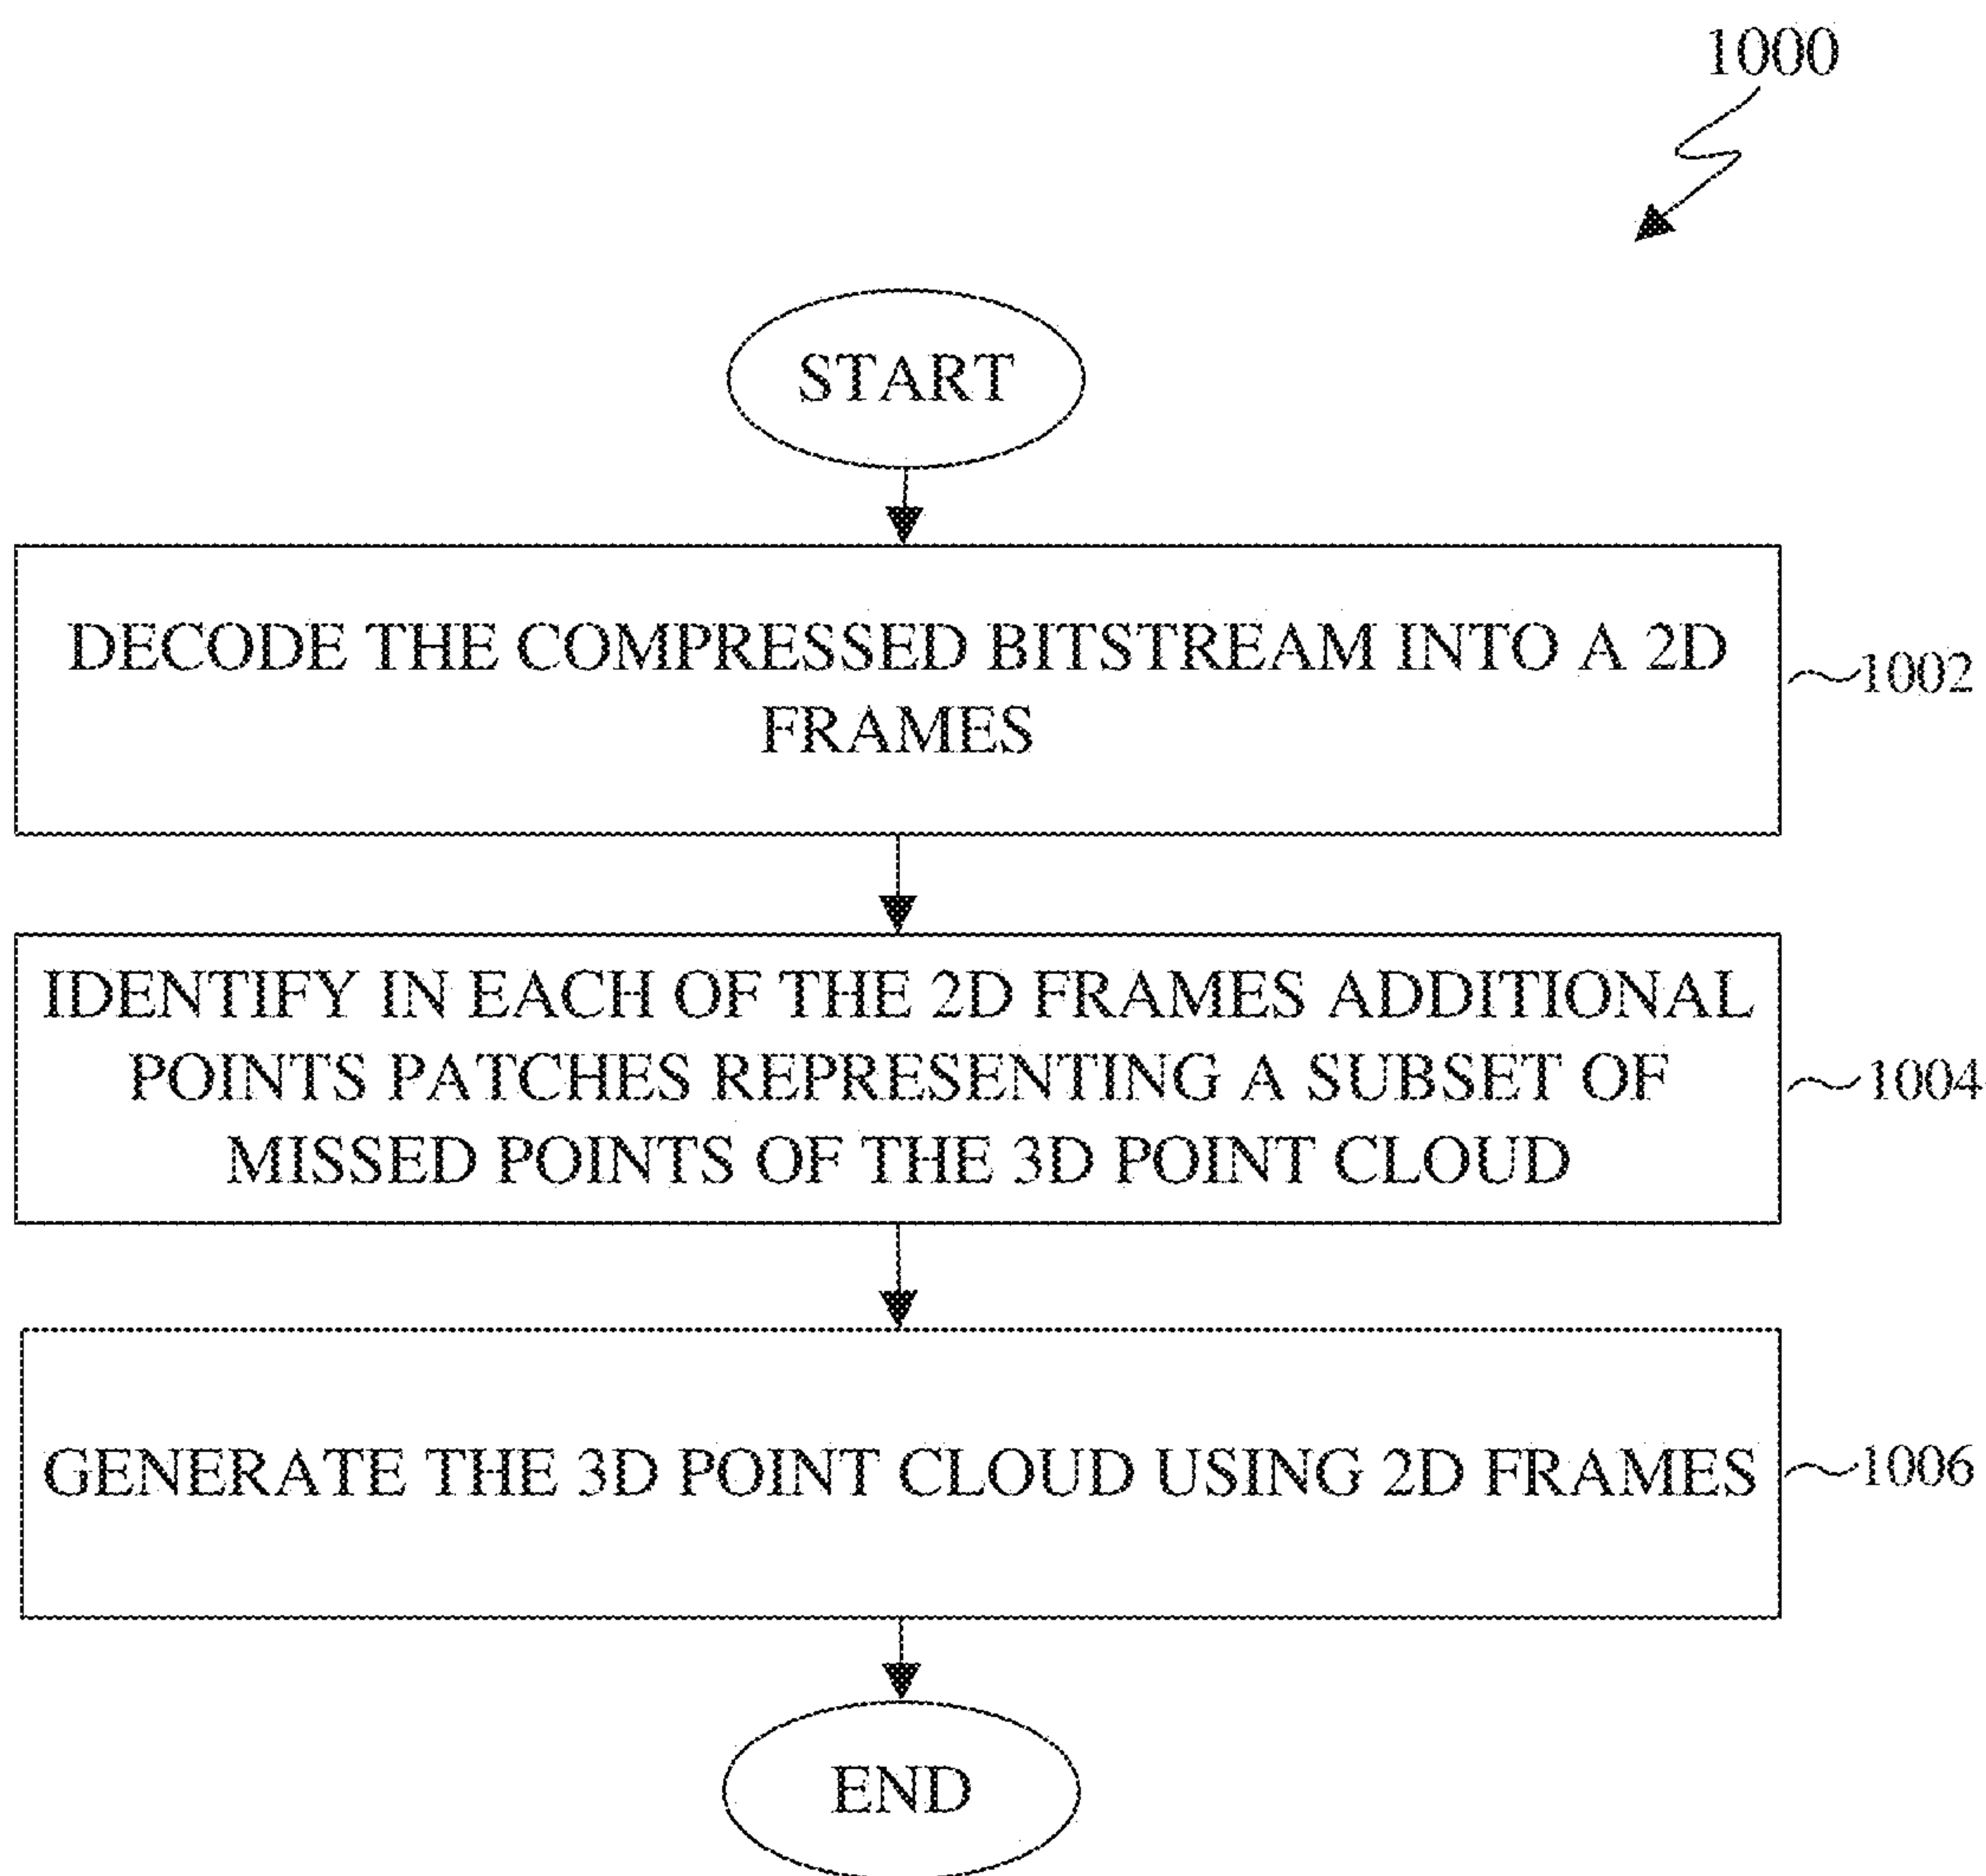 1000
START
DECODE THE COMPRESSED BITSTREAM INTO A 2D
FRAMES
1002
IDENTIFY IN EACH OF THE 2D FRAMES ADDITIONAL
POINTS PATCHES REPRESENTING A SUBSET OF
MISSED POINTS OF THE 3D POINT CLOUD
1004
GENERATE THE 3D POINT CLOUD USING 2D FRAMES
1006
END